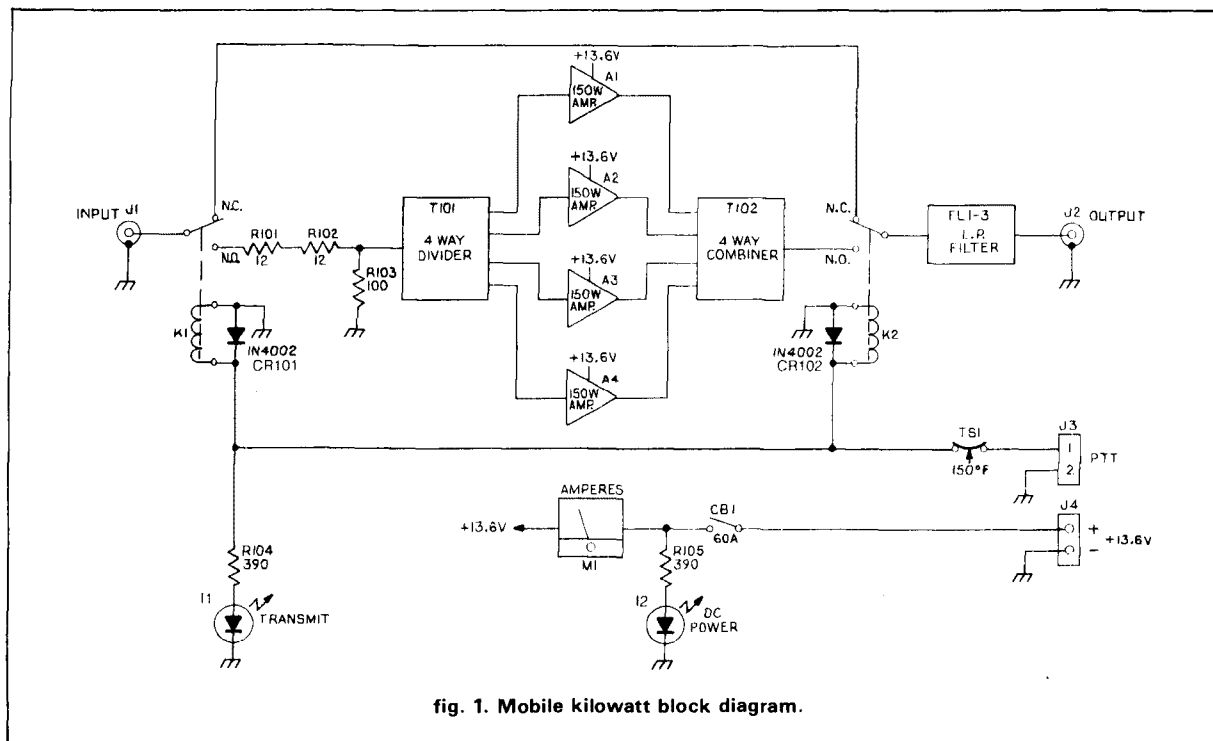 +13.6V
A1
150W
AMP.
+13.6V
A2
150W
AMP.
INPUT J1
N.C.
N.O.
R101
12
R102
12
R103
100
T101
4 WAY
DIVIDER
T102
4 WAY
COMBINER
N.C.
N.O.
FL1-3
L.P.
FILTER
J2 OUTPUT
+13.6V
A3
150W
AMP.
K1
IN4002
CR101
IN4002
CR102
K2
+13.6V
A4
150W
AMP.
TS1
150°F
J3
1
2
PTT
AMPERES
+13.6V
M1
CB1
60A
J4
+
-
+13.6V
R104
390
R105
390
I1
TRANSMIT
I2
DC
POWER
fig. 1. Mobile kilowatt block diagram.